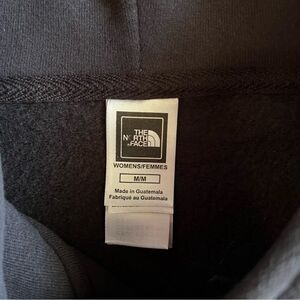 THE
NORTH
FACE
WOMENS/FEMMES
M/M
Made in Guatemala
Fabriqué au Guatemala